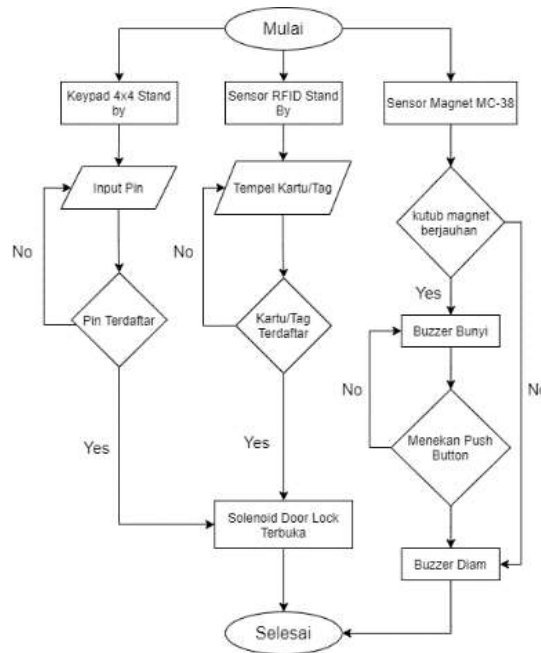 Mulai
Keypad 4x4 Stand
by
Sensor RFID Stand
By
Sensor Magnet MC-38
Input Pin
Tempel Kartu/Tag
kutub magnet
berjauhan
No
No
Yes
Pin Terdaftar
Kartu/Tag
Terdaftar
Buzzer Bunyi
No
No
Menekan Push
Button
Yes
Yes
Solenoid Door Lock
Terbuka
Buzzer Diam
Selesai